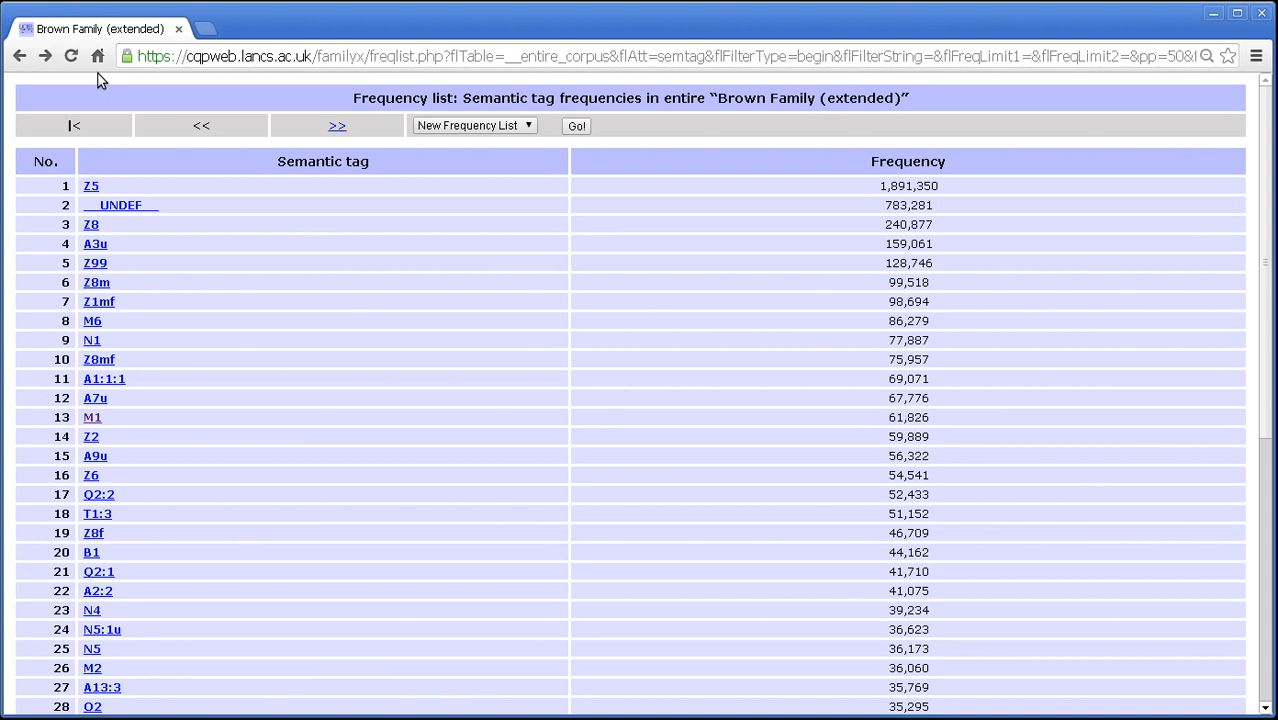 Brown Family (extended)
https://cqpweb.lancs.ac.uk/familyx/freqlist.php?flTable=__entire_corpus&flAtt=semtag&flFilterType=begin&flFilterString=&flFreqLimit1=&flFreqLimit2=&pp=50&
Frequency list: Semantic tag frequencies in entire “Brown Family (extended)”
|< << >> New Frequency List Go!
No. Semantic tag Frequency
1 Z5 1,891,350
2 __UNDEF__ 783,281
3 Z8 240,877
4 A3u 159,061
5 Z99 128,746
6 Z8m 99,518
7 Z1mf 98,694
8 M6 86,279
9 N1 77,887
10 Z8mf 75,957
11 A1:1:1 69,071
12 A7u 67,776
13 M1 61,826
14 Z2 59,889
15 A9u 56,322
16 Z6 54,541
17 Q2:2 52,433
18 T1:3 51,152
19 Z8f 46,709
20 B1 44,162
21 Q2:1 41,710
22 A2:2 41,075
23 N4 39,234
24 N5:1u 36,623
25 N5 36,173
26 M2 36,060
27 A13:3 35,769
28 O2 35,295